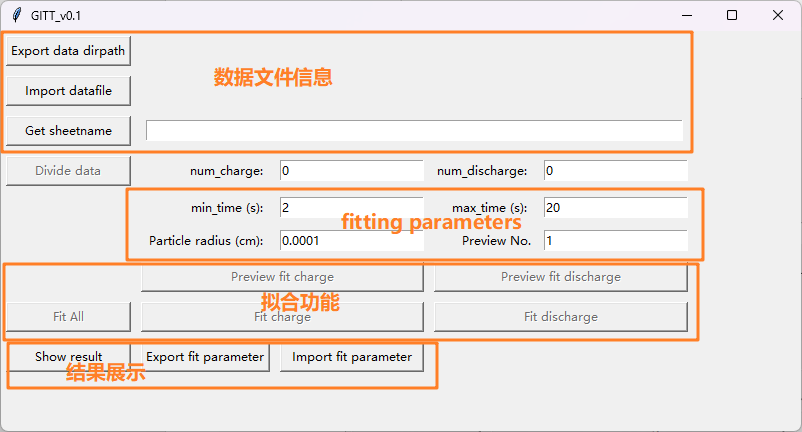 GITT_v0.1
Export data dirpath
数据文件信息
Import datafile
Get sheetname
Divide data num_charge: 0 num_discharge: 0
min_time (s): 2 max_time (s): 20
fitting parameters
Particle radius (cm): 0.0001 Preview No. 1
Preview fit charge Preview fit discharge
拟合功能
Fit All Fit charge Fit discharge
Show result Export fit parameter Import fit parameter
结果展示